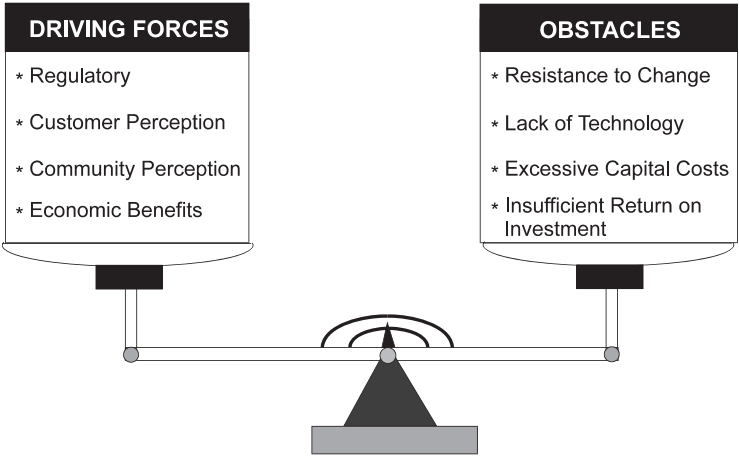 DRIVING FORCES
* Regulatory
* Customer Perception
* Community Perception
* Economic Benefits
OBSTACLES
* Resistance to Change
* Lack of Technology
* Excessive Capital Costs
* Insufficient Return on
Investment